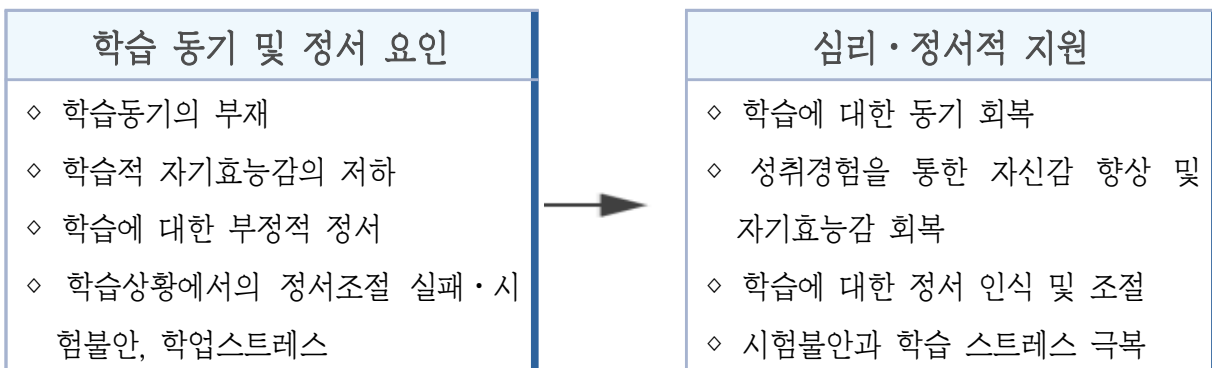 학습 동기 및 정서 요인
◇ 학습동기의 부재
◇ 학습적 자기효능감의 저하
◇ 학습에 대한 부정적 정서
◇ 학습상황에서의 정서조절 실패·시
험불안, 학업스트레스
심리·정서적 지원
◇ 학습에 대한 동기 회복
◇ 성취경험을 통한 자신감 향상 및
자기효능감 회복
◇ 학습에 대한 정서 인식 및 조절
◇ 시험불안과 학습 스트레스 극복